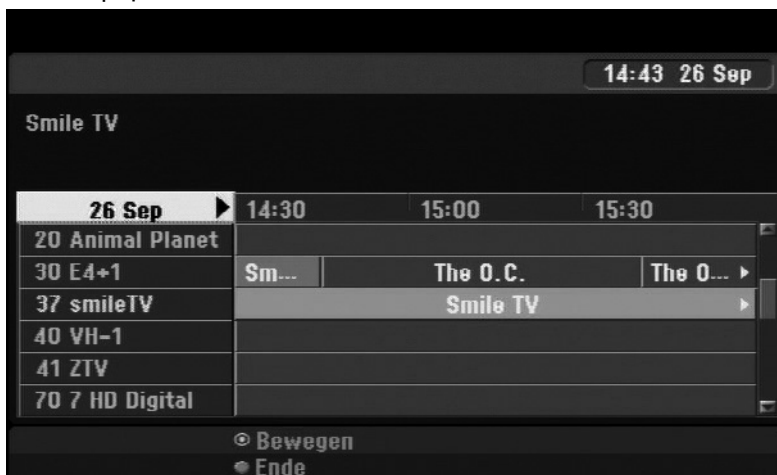 14:43 26 Sep
Smile TV
26 Sep 14:30 15:00 15:30
20 Animal Planet
30 E4+1 Sm... The O.C. The O...
37 smileTV Smile TV
40 VH-1
41 ZTV
70 7 HD Digital
Bewegen
Ende